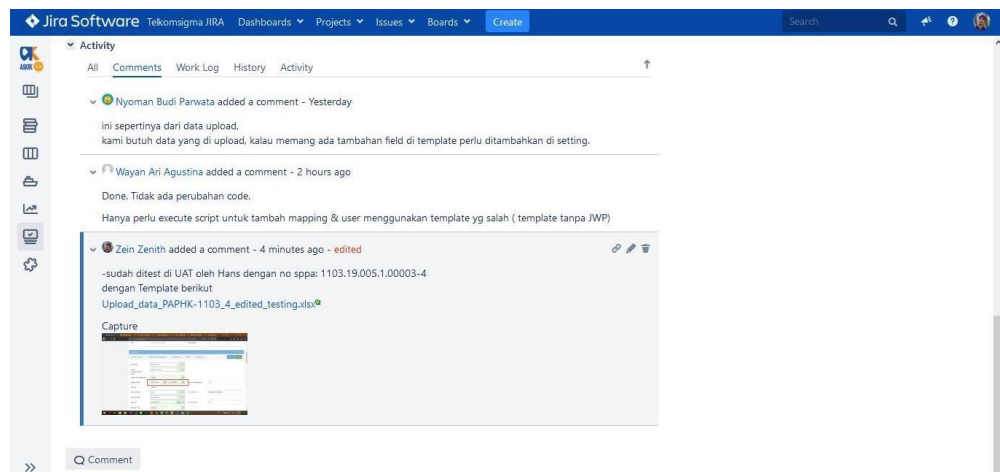 Jira Software Telkomsigma JIRA Dashboards Projects Issues Boards Create Search
Activity
All Comments Work Log History Activity
Nyoman Budi Parwata added a comment - Yesterday
ini sepertinya dari data upload.
kami butuh data yang di upload, kalau memang ada tambahan field di template perlu ditambahkan di setting.
Wayan Ari Agustina added a comment - 2 hours ago
Done. Tidak ada perubahan code.
Hanya perlu execute script untuk tambah mapping & user menggunakan template yg salah ( template tanpa JWP)
Zein Zenith added a comment - 4 minutes ago - edited
-sudah ditest di UAT oleh Hans dengan no sppa: 1103.19.005.1.00003-4
dengan Template berikut
Upload_data_PAPHK-1103_4_edited_testing.xlsx
Capture
Comment